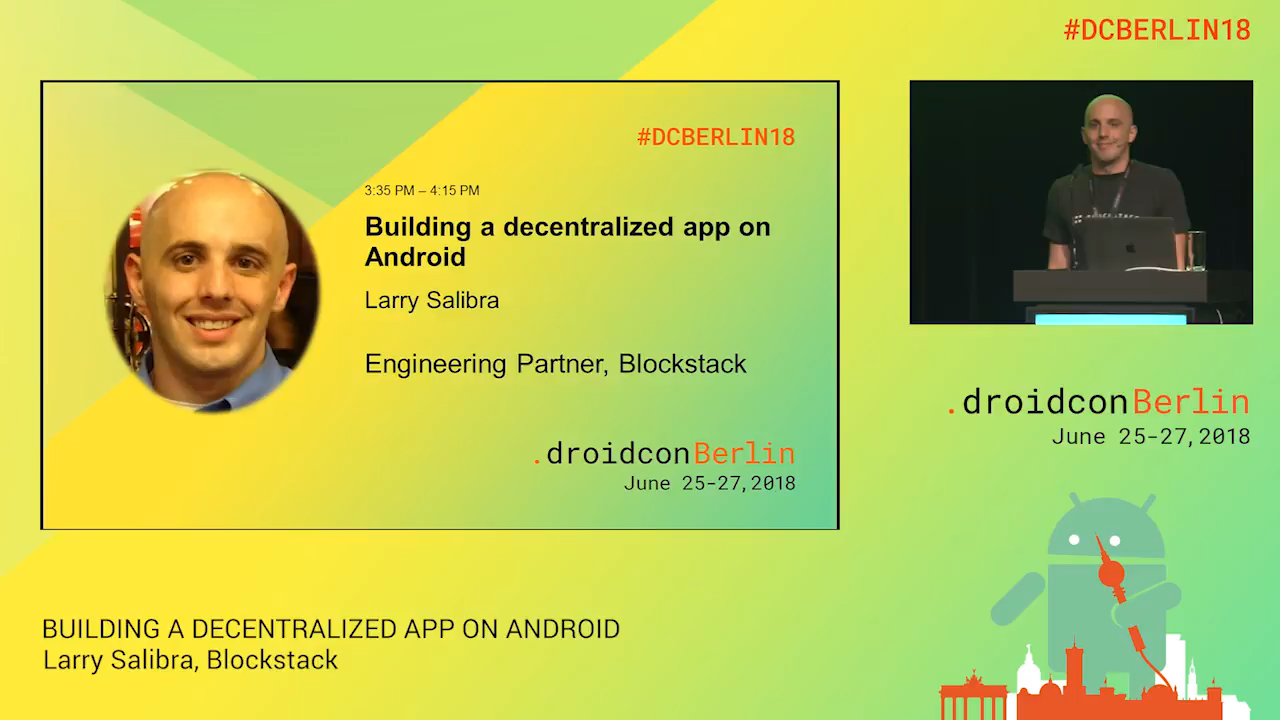 #DCBERLIN18
#DCBERLIN18
3:35 PM – 4:15 PM
Building a decentralized app on
Android
Larry Salibra
Engineering Partner, Blockstack
.droidconBerlin
June 25-27, 2018
.droidconBerlin
June 25-27, 2018
BUILDING A DECENTRALIZED APP ON ANDROID
Larry Salibra, Blockstack